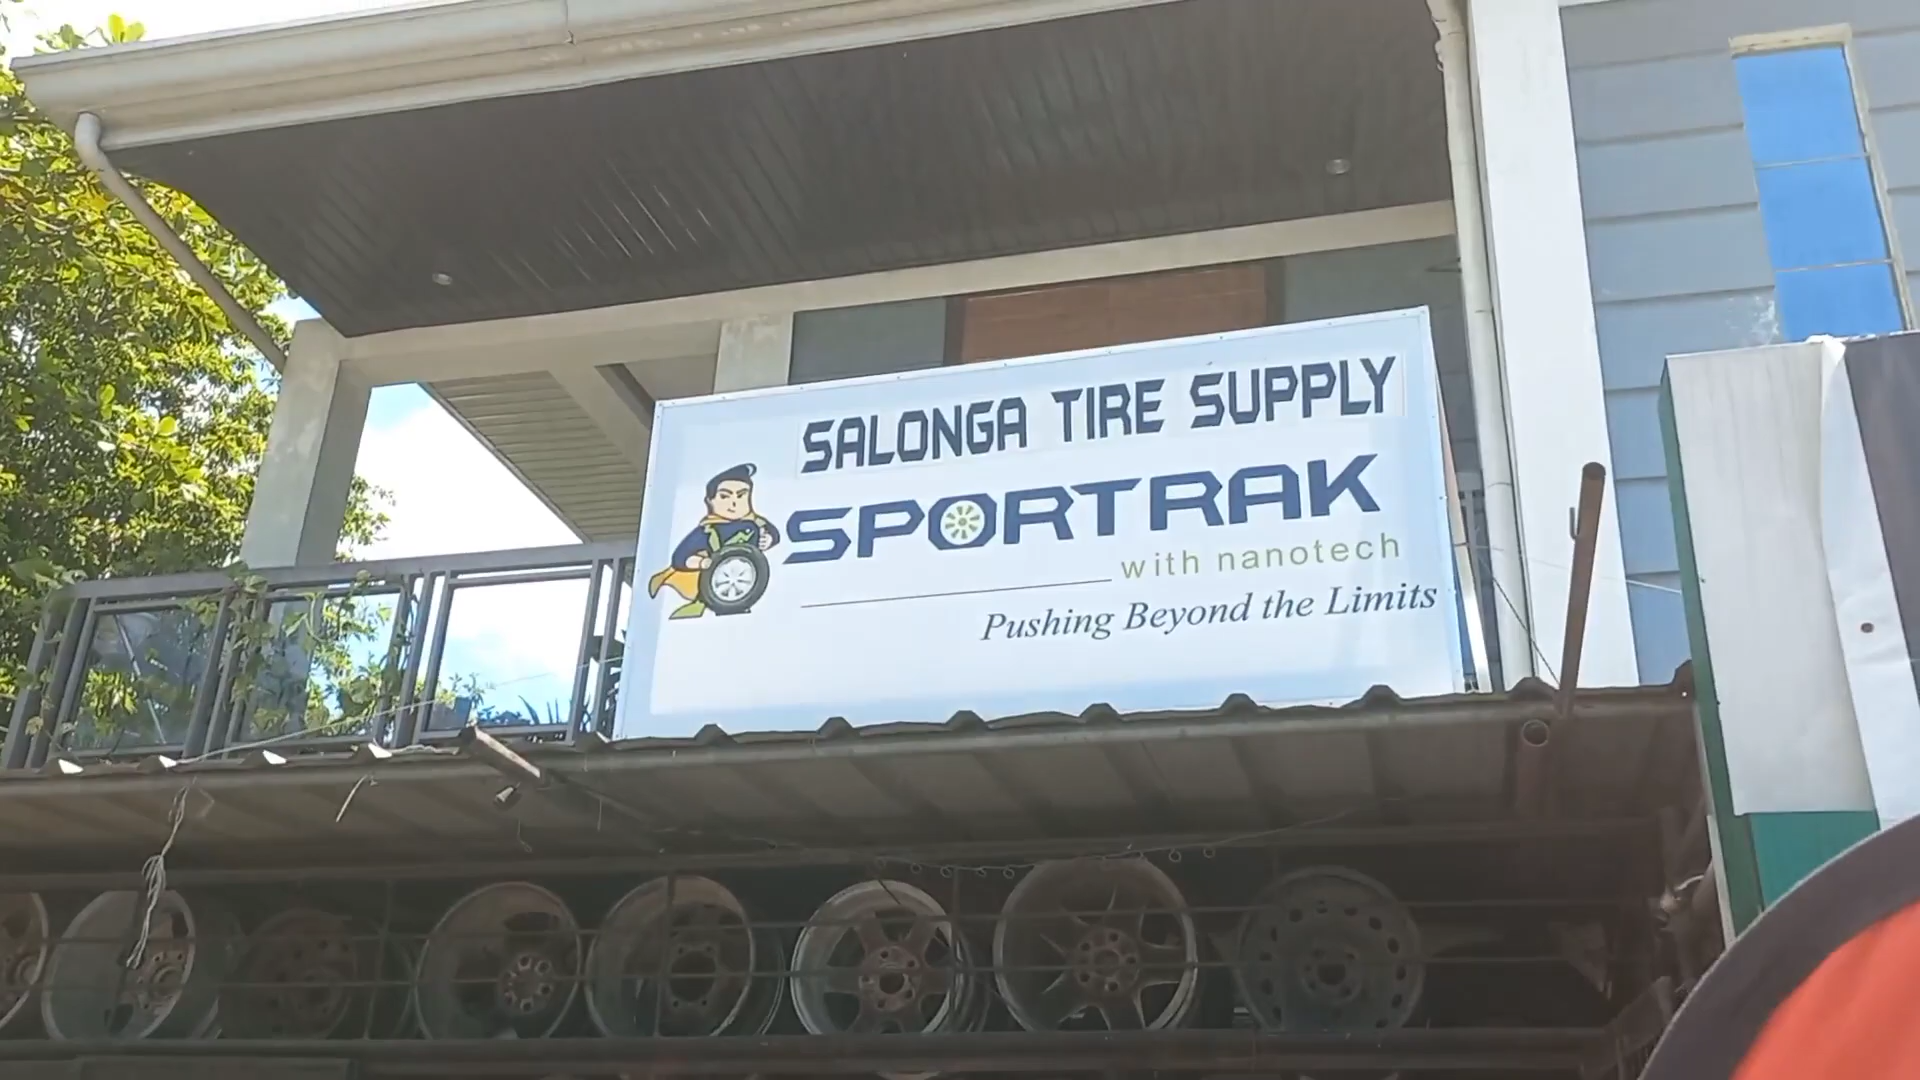 SALONGA TIRE SUPPLY
SPORTRAK
with nanotech
Pushing Beyond the Limits